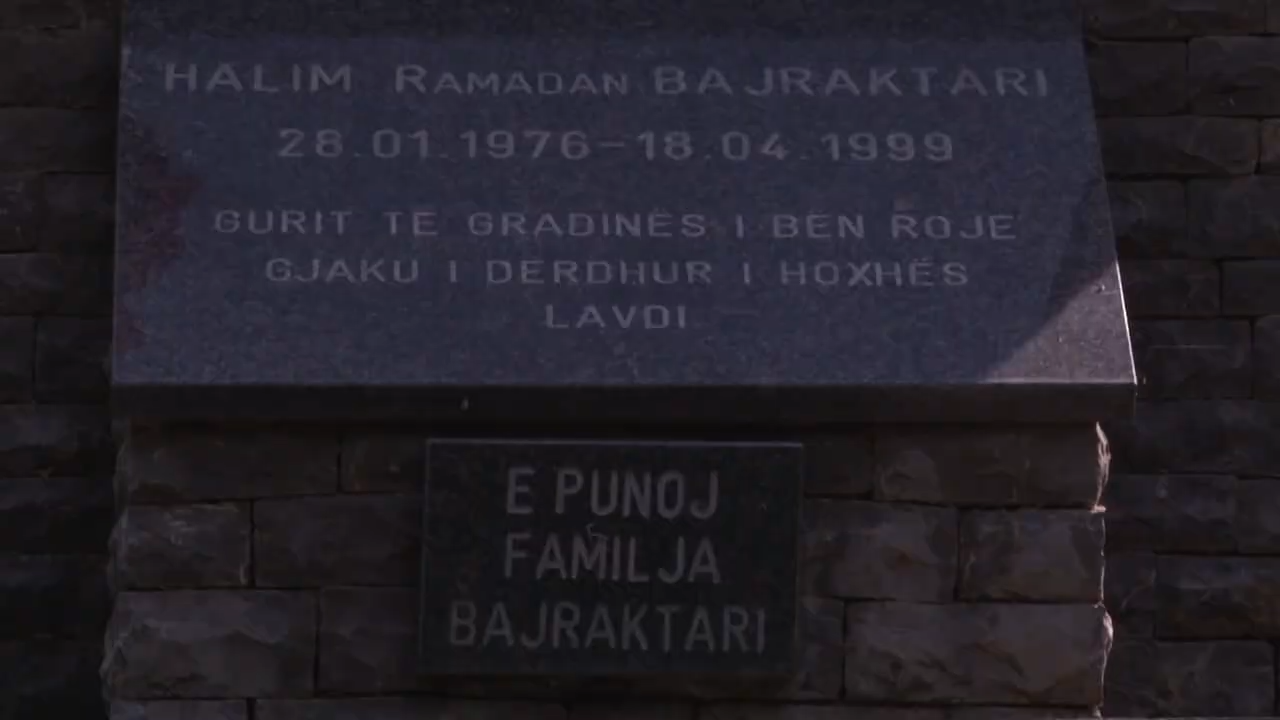 HALIM RAMADAN BAJRAKTARI
28.01.1976-18.04.1999
GURIT TE GRADINËS I BËN ROJE
GJAKU I DERDHUR I HOXHËS
LAVDI
E PUNOJ
FAMILJA
BAJRAKTARI